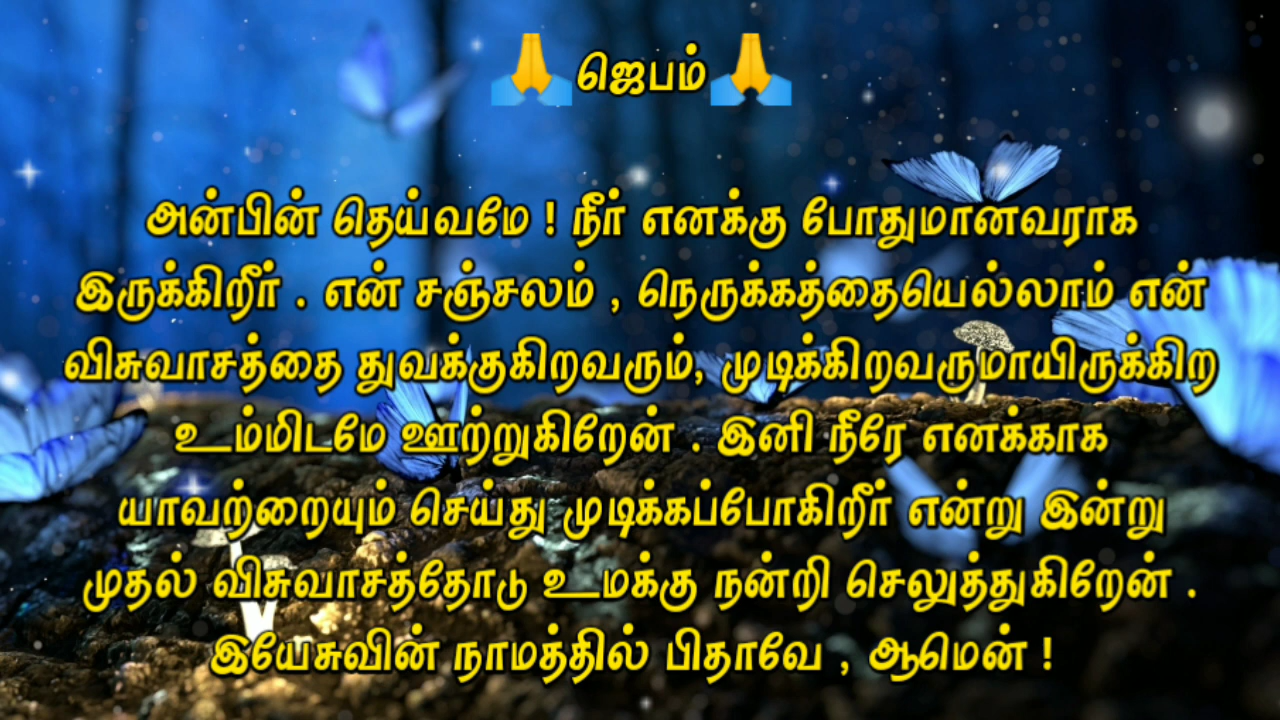 🙏ஜெபம்🙏
அன்பின் தெய்வமே ! நீர் எனக்கு போதுமானவராக
இருக்கிறீர் . என் சஞ்சலம் , நெருக்கத்தையெல்லாம் என்
விசுவாசத்தை துவக்குகிறவரும், முடிக்கிறவருமாயிருக்கிற
உம்மிடமே ஊற்றுகிறேன் . இனி நீரே எனக்காக
யாவற்றையும் செய்து முடிக்கப்போகிறீர் என்று இன்று
முதல் விசுவாசத்தோடு உமக்கு நன்றி செலுத்துகிறேன் .
இயேசுவின் நாமத்தில் பிதாவே , ஆமென் !